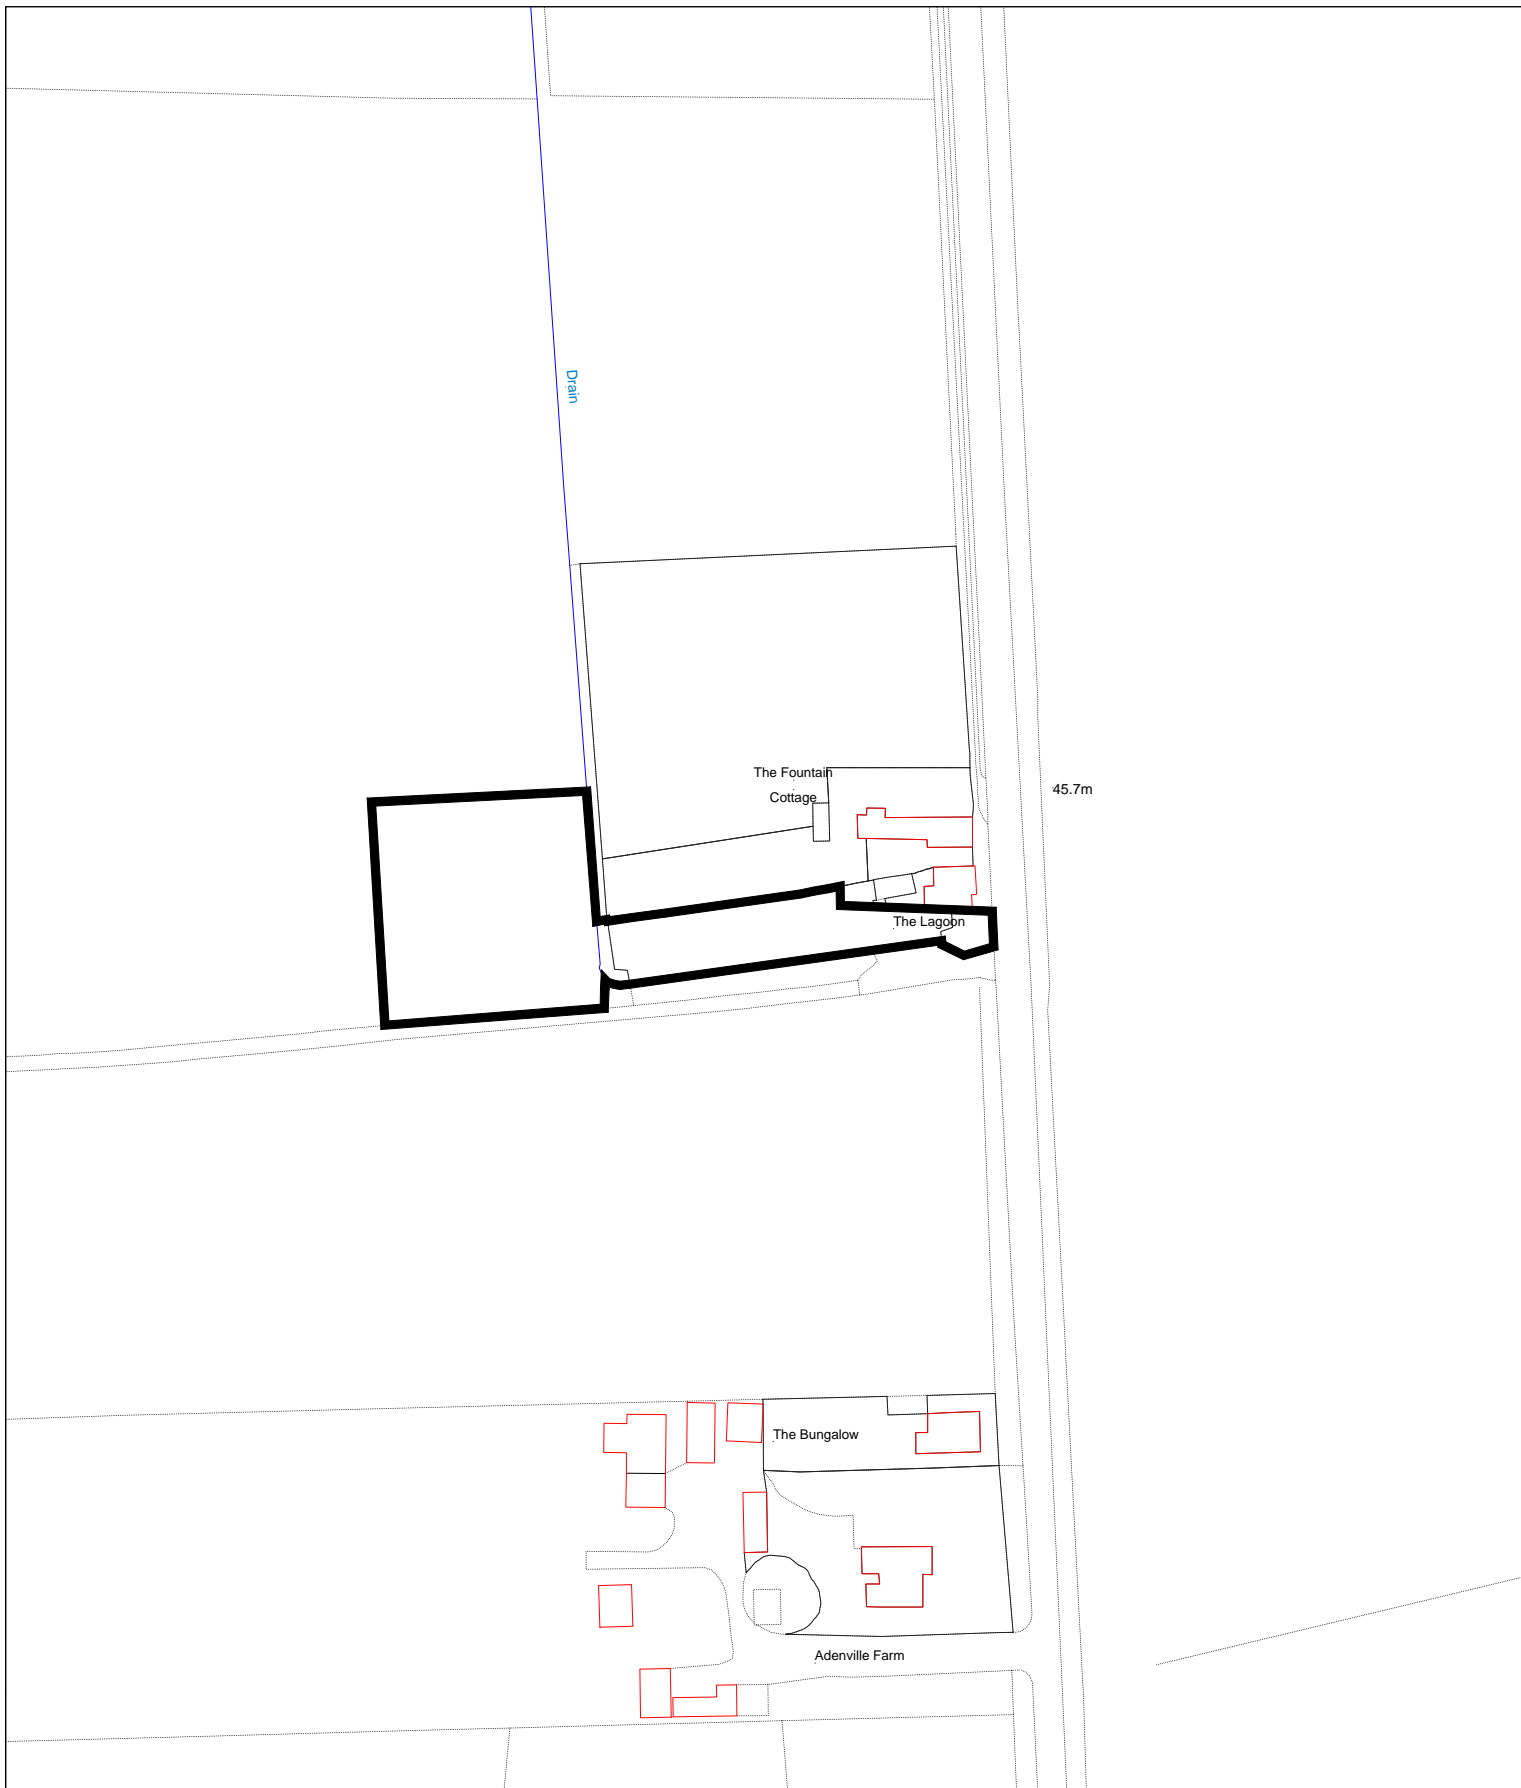 Drain
The Fountain
Cottage
45.7m
The Lagoon
The Bungalow
Adenville Farm